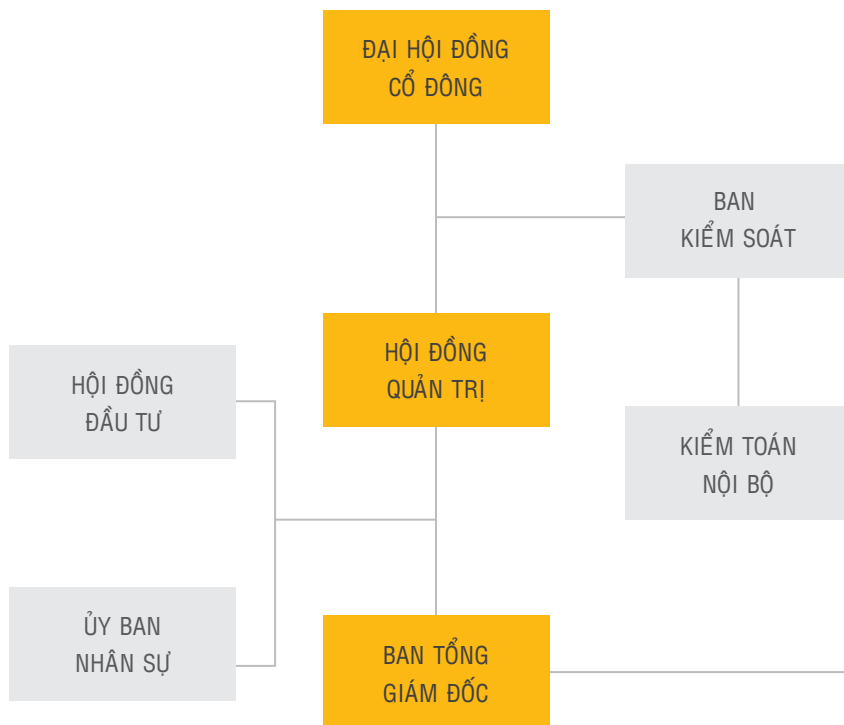 ĐẠI HỘI ĐỒNG
CỔ ĐÔNG
BAN
KIỂM SOÁT
HỘI ĐỒNG
QUẢN TRỊ
HỘI ĐỒNG
ĐẦU TƯ
KIỂM TOÁN
NỘI BỘ
ỦY BAN
NHÂN SỰ
BAN TỔNG
GIÁM ĐỐC